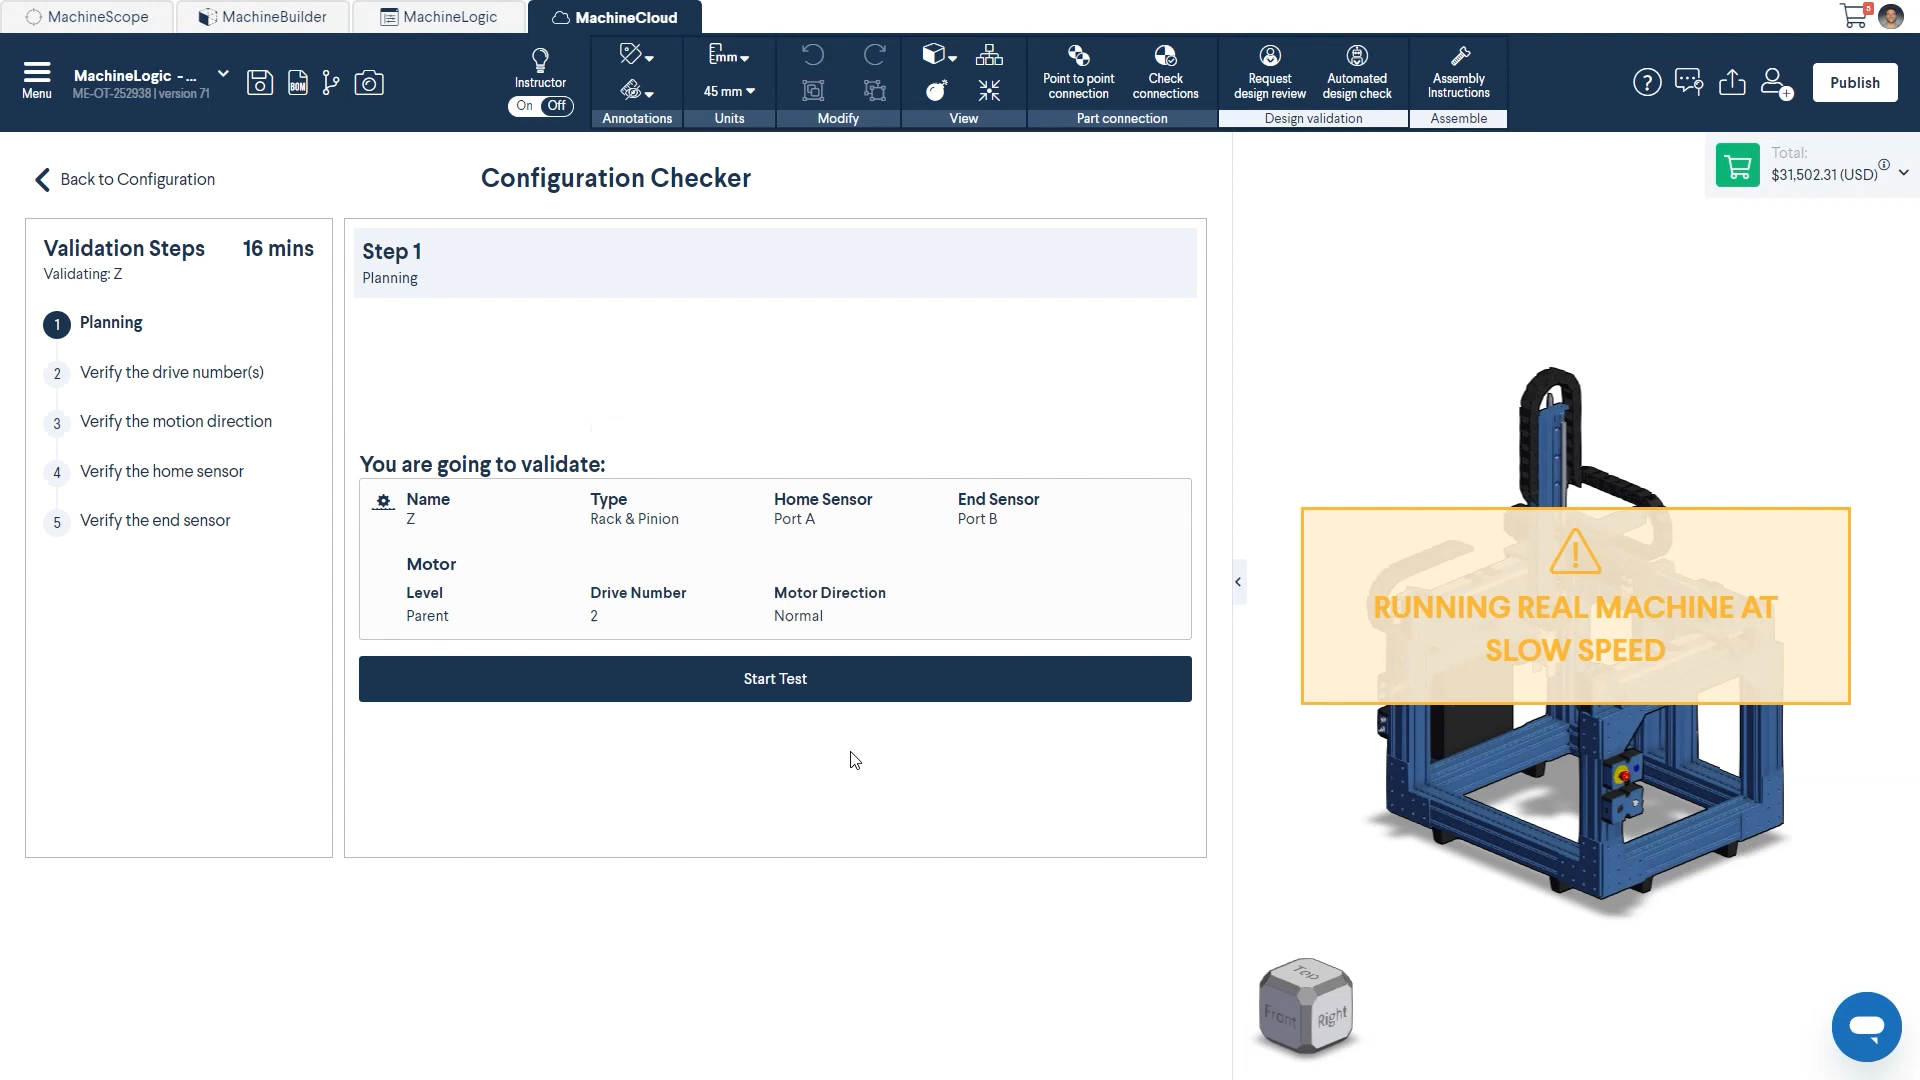 MachineScope
MachineBuilder
MachineLogic
MachineCloud
5
Menu
MachineLogic - ...
ME-OT-252938 | version 71
BOM
Instructor
On Off
mm
45 mm
Annotations
Units
Modify
View
Point to point
connection
Check
connections
Part connection
Request
design review
Automated
design check
Design validation
Assembly
Instructions
Assemble
Publish
Back to Configuration
Configuration Checker
Total:
$31,502.31 (USD)
Validation Steps 16 mins
Validating: Z
1 Planning
2 Verify the drive number(s)
3 Verify the motion direction
4 Verify the home sensor
5 Verify the end sensor
Step 1
Planning
You are going to validate:
Name Type Home Sensor End Sensor
Z Rack & Pinion Port A Port B
Motor
Level Drive Number Motor Direction
Parent 2 Normal
Start Test
RUNNING REAL MACHINE AT
SLOW SPEED
Top
Front
Right